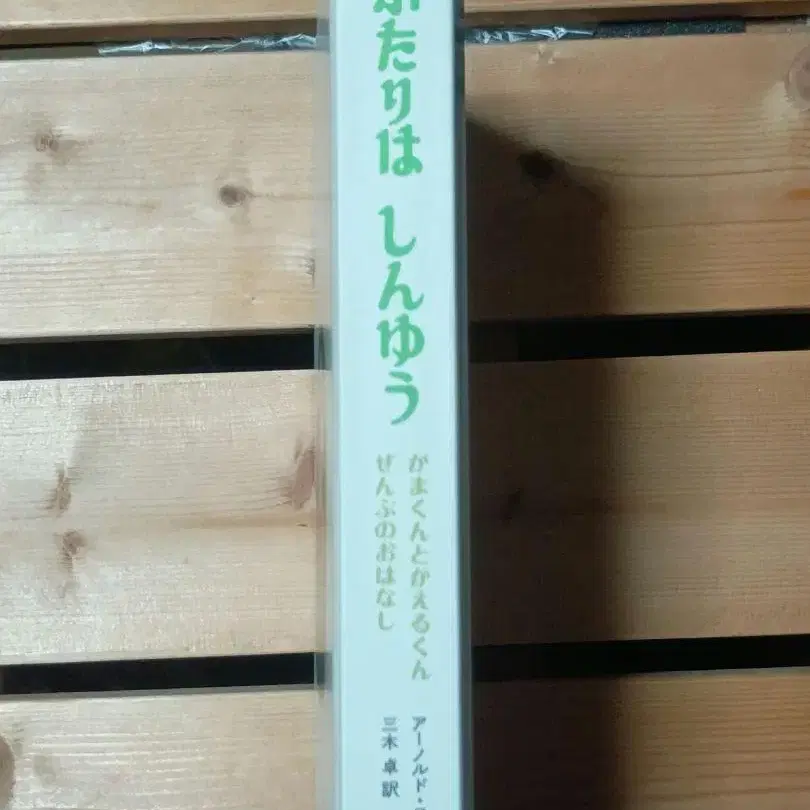 ふたりは しんゆう
がまくんとかえるくん
ぜんぶのおはなし
アーノルド・
三木 卓 訳